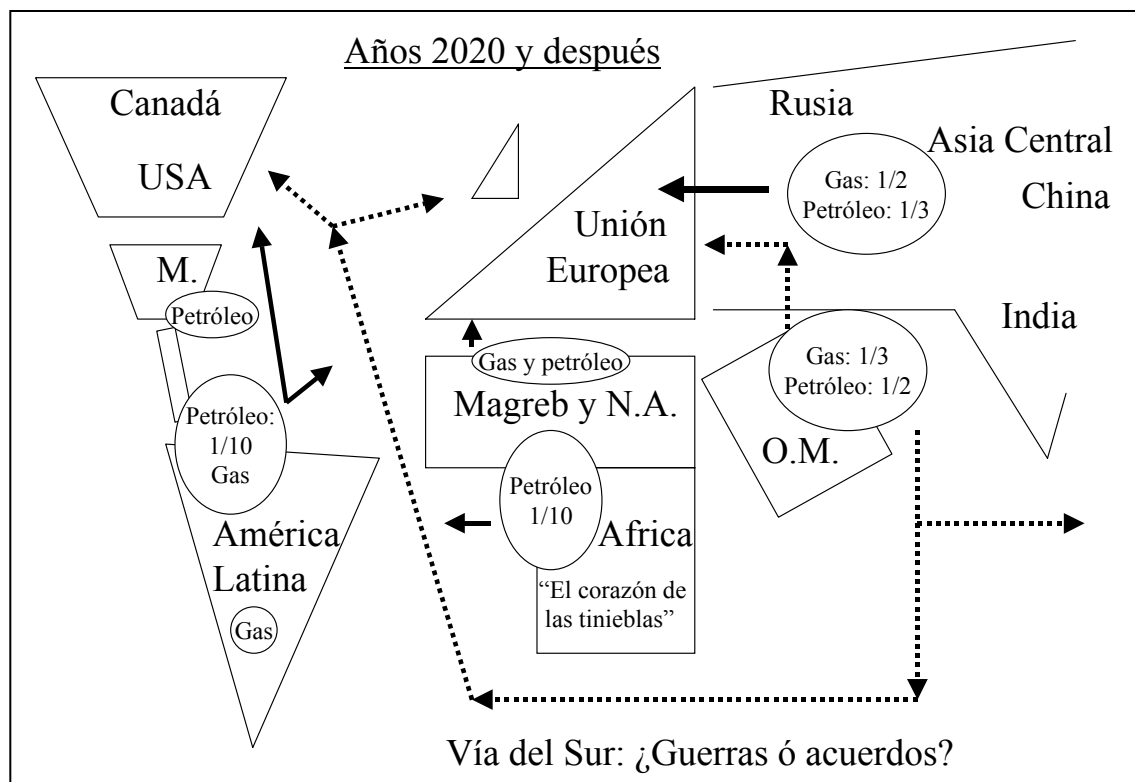 Años 2020 y después
Canadá
USA
M.
Petróleo
Petróleo:
1/10
Gas
América
Latina
Gas
Unión
Europea
Gas y petróleo
Magreb y N.A.
Petróleo
1/10
Africa
“El corazón de
las tinieblas”
Rusia
Asia Central
China
Gas: 1/2
Petróleo: 1/3
India
Gas: 1/3
Petróleo: 1/2
O.M.
Vía del Sur: ¿Guerras ó acuerdos?